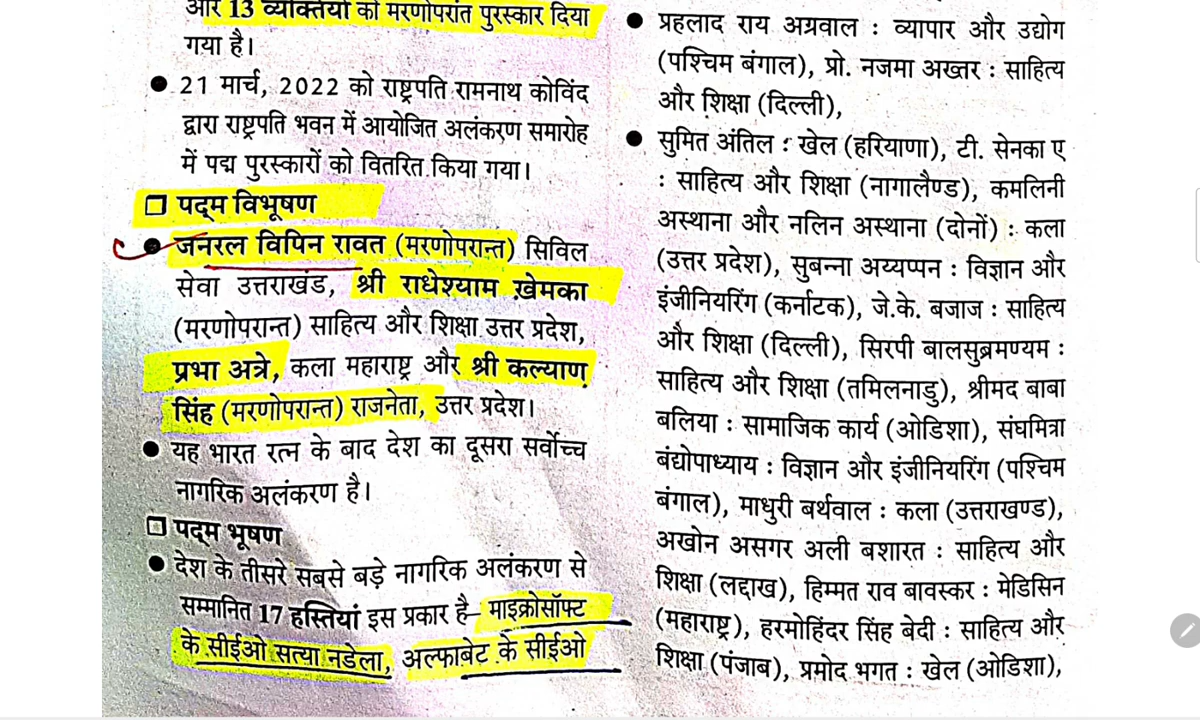 और 13 व्यक्तियों को मरणोपरांत पुरस्कार दिया
गया है।
● 21 मार्च, 2022 को राष्ट्रपति रामनाथ कोविंद
द्वारा राष्ट्रपति भवन में आयोजित अलंकरण समारोह
में पद्म पुरस्कारों को वितरित किया गया।
□ पद्म विभूषण
● जनरल विपिन रावत (मरणोपरान्त) सिविल
सेवा उत्तराखंड, श्री राधेश्याम खेमका
(मरणोपरान्त) साहित्य और शिक्षा उत्तर प्रदेश,
प्रभा अत्रे, कला महाराष्ट्र और श्री कल्याण
सिंह (मरणोपरान्त) राजनेता, उत्तर प्रदेश।
● यह भारत रत्न के बाद देश का दूसरा सर्वोच्च
नागरिक अलंकरण है।
□ पद्म भूषण
● देश के तीसरे सबसे बड़े नागरिक अलंकरण से
सम्मानित 17 हस्तियां इस प्रकार है– माइक्रोसॉफ्ट
के सीईओ सत्या नडेला, अल्फाबेट के सीईओ
● प्रहलाद राय अग्रवाल : व्यापार और उद्योग
(पश्चिम बंगाल), प्रो. नजमा अख्तर : साहित्य
और शिक्षा (दिल्ली),
● सुमित अंतिल : खेल (हरियाणा), टी. सेनका ए
: साहित्य और शिक्षा (नागालैण्ड), कमलिनी
अस्थाना और नलिन अस्थाना (दोनों) : कला
(उत्तर प्रदेश), सुबन्ना अय्यप्पन : विज्ञान और
इंजीनियरिंग (कर्नाटक), जे.के. बजाज : साहित्य
और शिक्षा (दिल्ली), सिरपी बालसुब्रमण्यम :
साहित्य और शिक्षा (तमिलनाडु), श्रीमद बाबा
बलिया : सामाजिक कार्य (ओडिशा), संघमित्रा
बंद्योपाध्याय : विज्ञान और इंजीनियरिंग (पश्चिम
बंगाल), माधुरी बर्थवाल : कला (उत्तराखण्ड),
अखोन असगर अली बशारत : साहित्य और
शिक्षा (लद्दाख), हिम्मत राव बावस्कर : मेडिसिन
(महाराष्ट्र), हरमोहिंदर सिंह बेदी : साहित्य और
शिक्षा (पंजाब), प्रमोद भगत : खेल (ओडिशा),